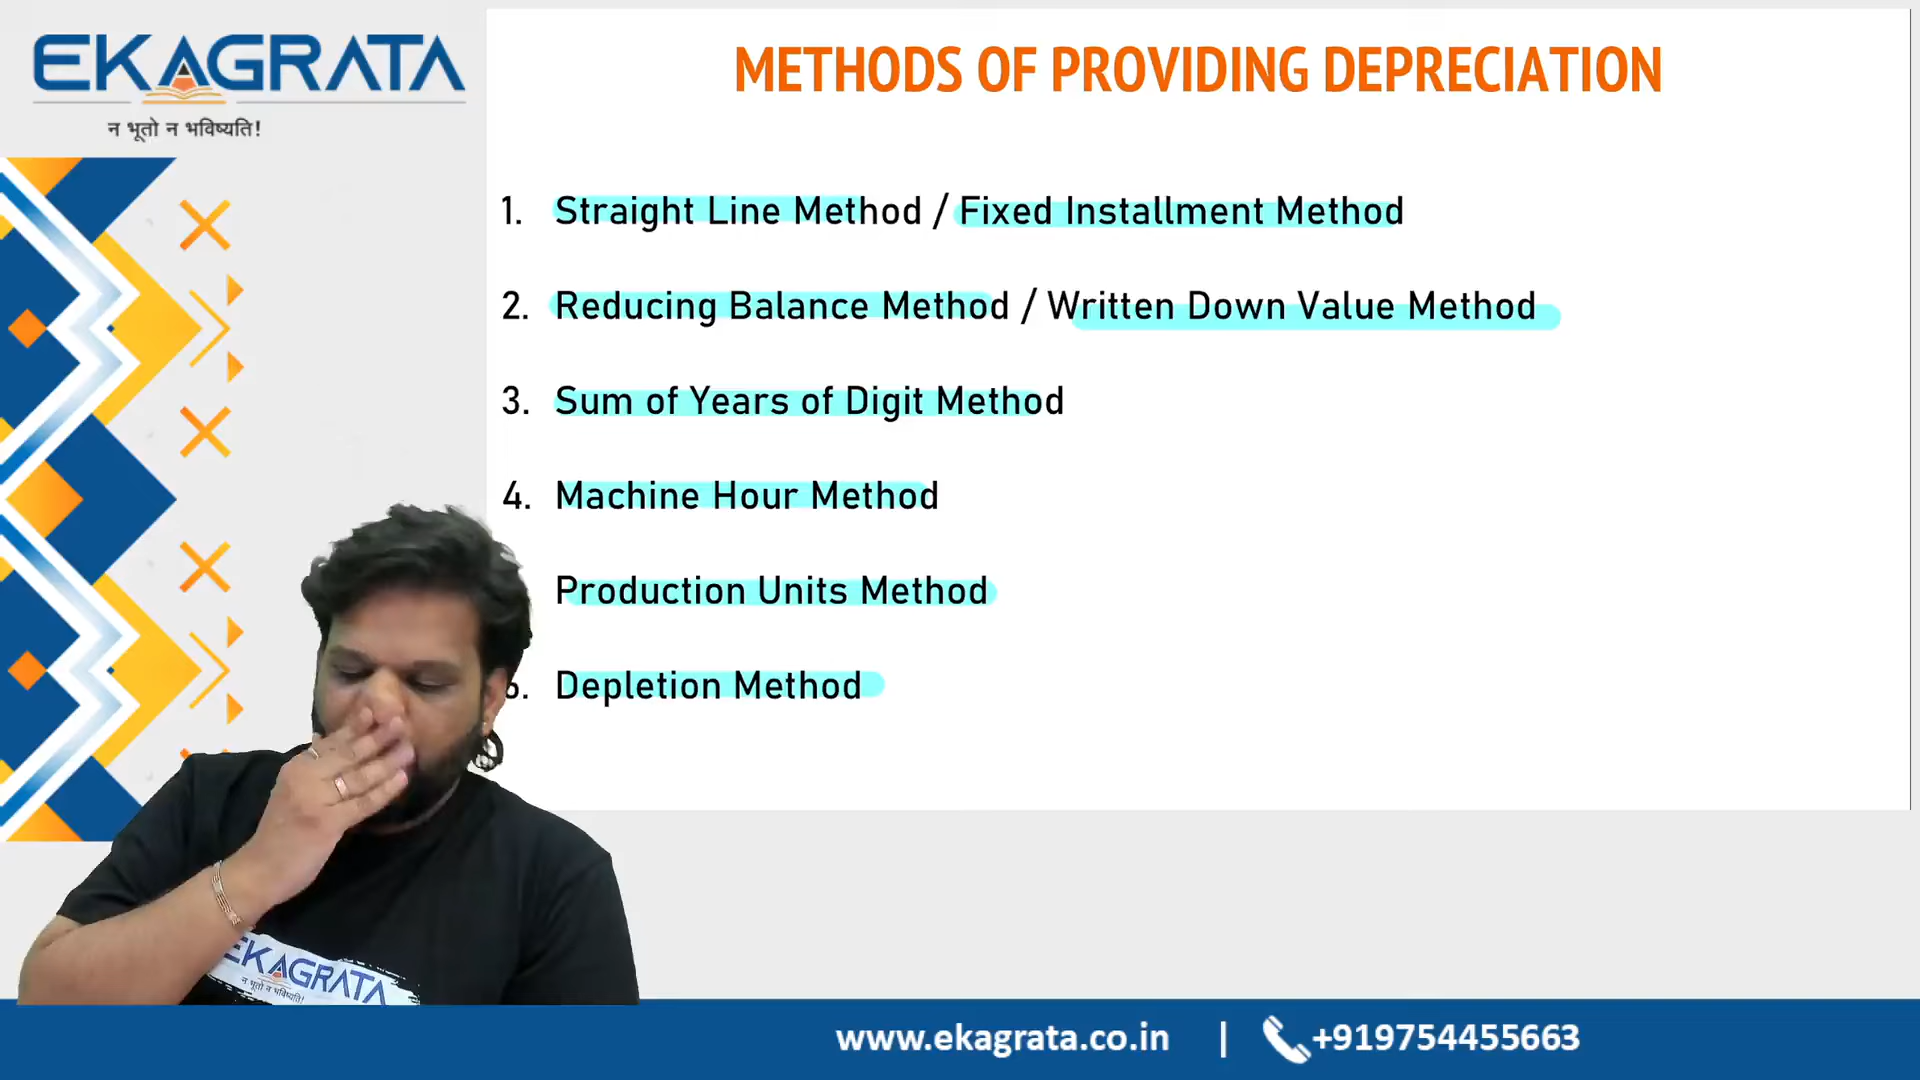 EKAGRATA
न भूतो न भविष्यति!
METHODS OF PROVIDING DEPRECIATION
1. Straight Line Method / Fixed Installment Method
2. Reducing Balance Method / Written Down Value Method
3. Sum of Years of Digit Method
4. Machine Hour Method
Production Units Method
Depletion Method
EKAGRATA
न भूतो न भविष्यति!
www.ekagrata.co.in | +919754455663